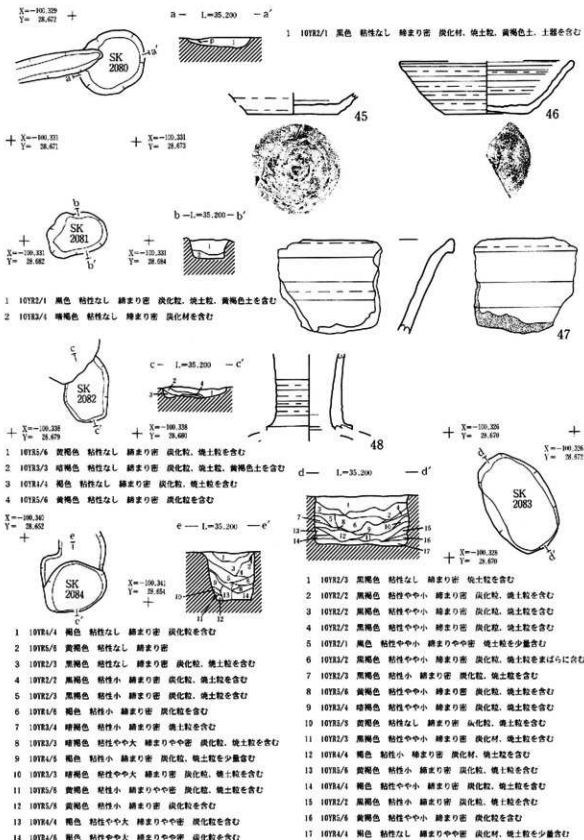 X=-100.329
Y= 28.672
a — L=35.200 — a'
1 10YR2/1 黒色 粘性なし 締まり密 炭化材、焼土粒、黄褐色土、土器を含む
SK
2080
a
a'
45
46
X=-100.331
Y= 28.671
X=-100.331
Y= 28.673
b
SK
2081
b'
b — L=35.200 — b'
X=-100.331
Y= 28.682
X=-100.333
Y= 28.684
1 10YR2/1 黒色 粘性なし 締まり密 炭化粒、焼土粒、黄褐色土を含む
2 10YR3/4 暗褐色 粘性なし 締まり密 炭化材を含む
47
c
SK
2082
c'
c — L=35.200 — c'
X=-100.338
Y= 28.679
X=-100.338
Y= 28.680
48
1 10YR5/6 黄褐色 粘性なし 締まり密 炭化粒、焼土粒を含む
2 10YR3/3 暗褐色 粘性なし 締まり密 炭化粒、焼土粒、黄褐色土を含む
3 10YR4/4 褐色 粘性なし 締まり密 炭化粒、焼土粒を含む
4 10YR5/6 黄褐色 粘性なし 締まり密 炭化粒を含む
X=-100.326
Y= 28.670
X=-100.326
Y= 28.672
d — L=35.200 — d'
d
SK
2083
d'
X=-100.328
Y= 28.670
X=-100.340
Y= 28.652
e
SK
2084
e — L=35.200 — e'
X=-100.341
Y= 28.654
1 10YR4/4 褐色 粘性なし 締まり密 炭化粒を含む
2 10YR5/6 黄褐色 粘性なし 締まり密
3 10YR2/3 黒褐色 粘性なし 締まり密 炭化粒、焼土粒を含む
4 10YR2/2 黒褐色 粘性小 締まり密 炭化粒、焼土粒を含む
5 10YR2/3 黒褐色 粘性小 締まり密 炭化粒、焼土粒を含む
6 10YR4/6 褐色 粘性小 締まり密 炭化粒を含む
7 10YR3/4 暗褐色 粘性小 締まり密 焼土粒を含む
8 10YR3/3 暗褐色 粘性やや大 締まりやや密 炭化粒、焼土粒を含む
9 10YR4/6 褐色 粘性小 締まり密 炭化粒、焼土粒を少量含む
10 10YR3/3 暗褐色 粘性やや大 締まり密 炭化粒、焼土粒を含む
11 10YR5/6 黄褐色 粘性小 締まりやや密 炭化粒、焼土粒を含む
12 10YR5/8 黄褐色 粘性小 締まり密 炭化粒を含む
13 10YR4/4 褐色 粘性やや大 締まりやや密 炭化粒を含む
14 10YR4/6 褐色 粘性やや大 締まりやや密 炭化粒を含む
1 10YR2/3 黒褐色 粘性なし 締まり密 焼土粒を含む
2 10YR2/2 黒褐色 粘性やや小 締まり密 炭化粒、焼土粒を含む
3 10YR2/2 黒褐色 粘性やや小 締まり密 炭化粒、焼土粒を含む
4 10YR2/2 黒褐色 粘性やや小 締まり密 炭化粒、焼土粒を含む
5 10YR2/1 黒色 粘性やや小 締まりやや密 焼土粒を少量含む
6 10YR3/2 黒褐色 粘性やや小 締まり密 炭化粒、焼土粒をまばらに含む
7 10YR2/3 黒褐色 粘性小 締まり密 炭化粒、焼土粒を含む
8 10YR5/6 黄褐色 粘性やや小 締まり密 炭化粒、焼土粒を含む
9 10YR3/4 暗褐色 粘性やや小 締まり密 炭化粒、焼土粒を含む
10 10YR5/8 黄褐色 粘性なし 締まり密 炭化粒、焼土粒を含む
11 10YR2/3 黒褐色 粘性やや小 締まり密 炭化材、焼土粒を含む
12 10YR4/4 褐色 粘性小 締まり密 炭化材、焼土粒を含む
13 10YR5/6 黄褐色 粘性小 締まり密 炭化粒、焼土粒を含む
14 10YR4/4 褐色 粘性やや小 締まり密 炭化粒、焼土粒を含む
15 10YR2/2 黒褐色 粘性小 締まり密 炭化粒、焼土粒を含む
16 10YR5/6 黄褐色 粘性やや小 締まり密 炭化粒を含む
17 10YR4/4 褐色 粘性なし 締まりやや密 炭化材、焼土粒を少量含む